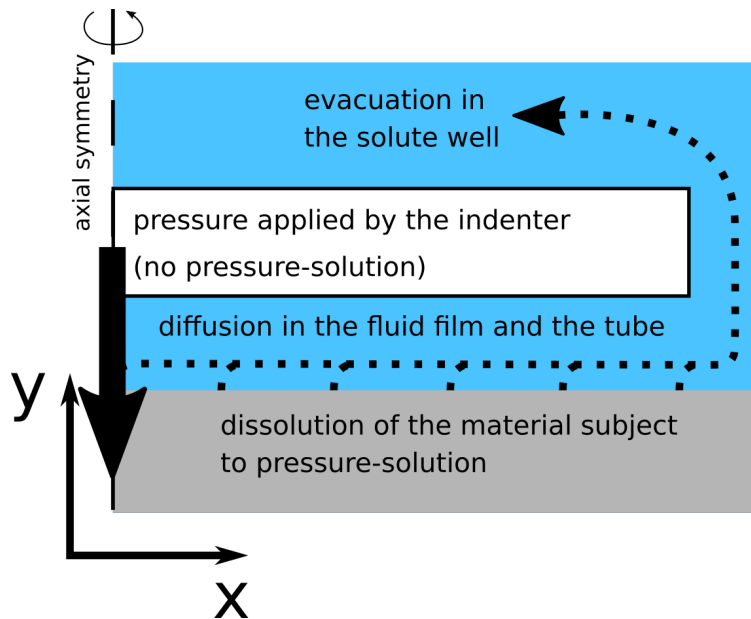 axial symmetry
evacuation in
the solute well
pressure applied by the indenter
(no pressure-solution)
diffusion in the fluid film and the tube
dissolution of the material subject
to pressure-solution
y
x